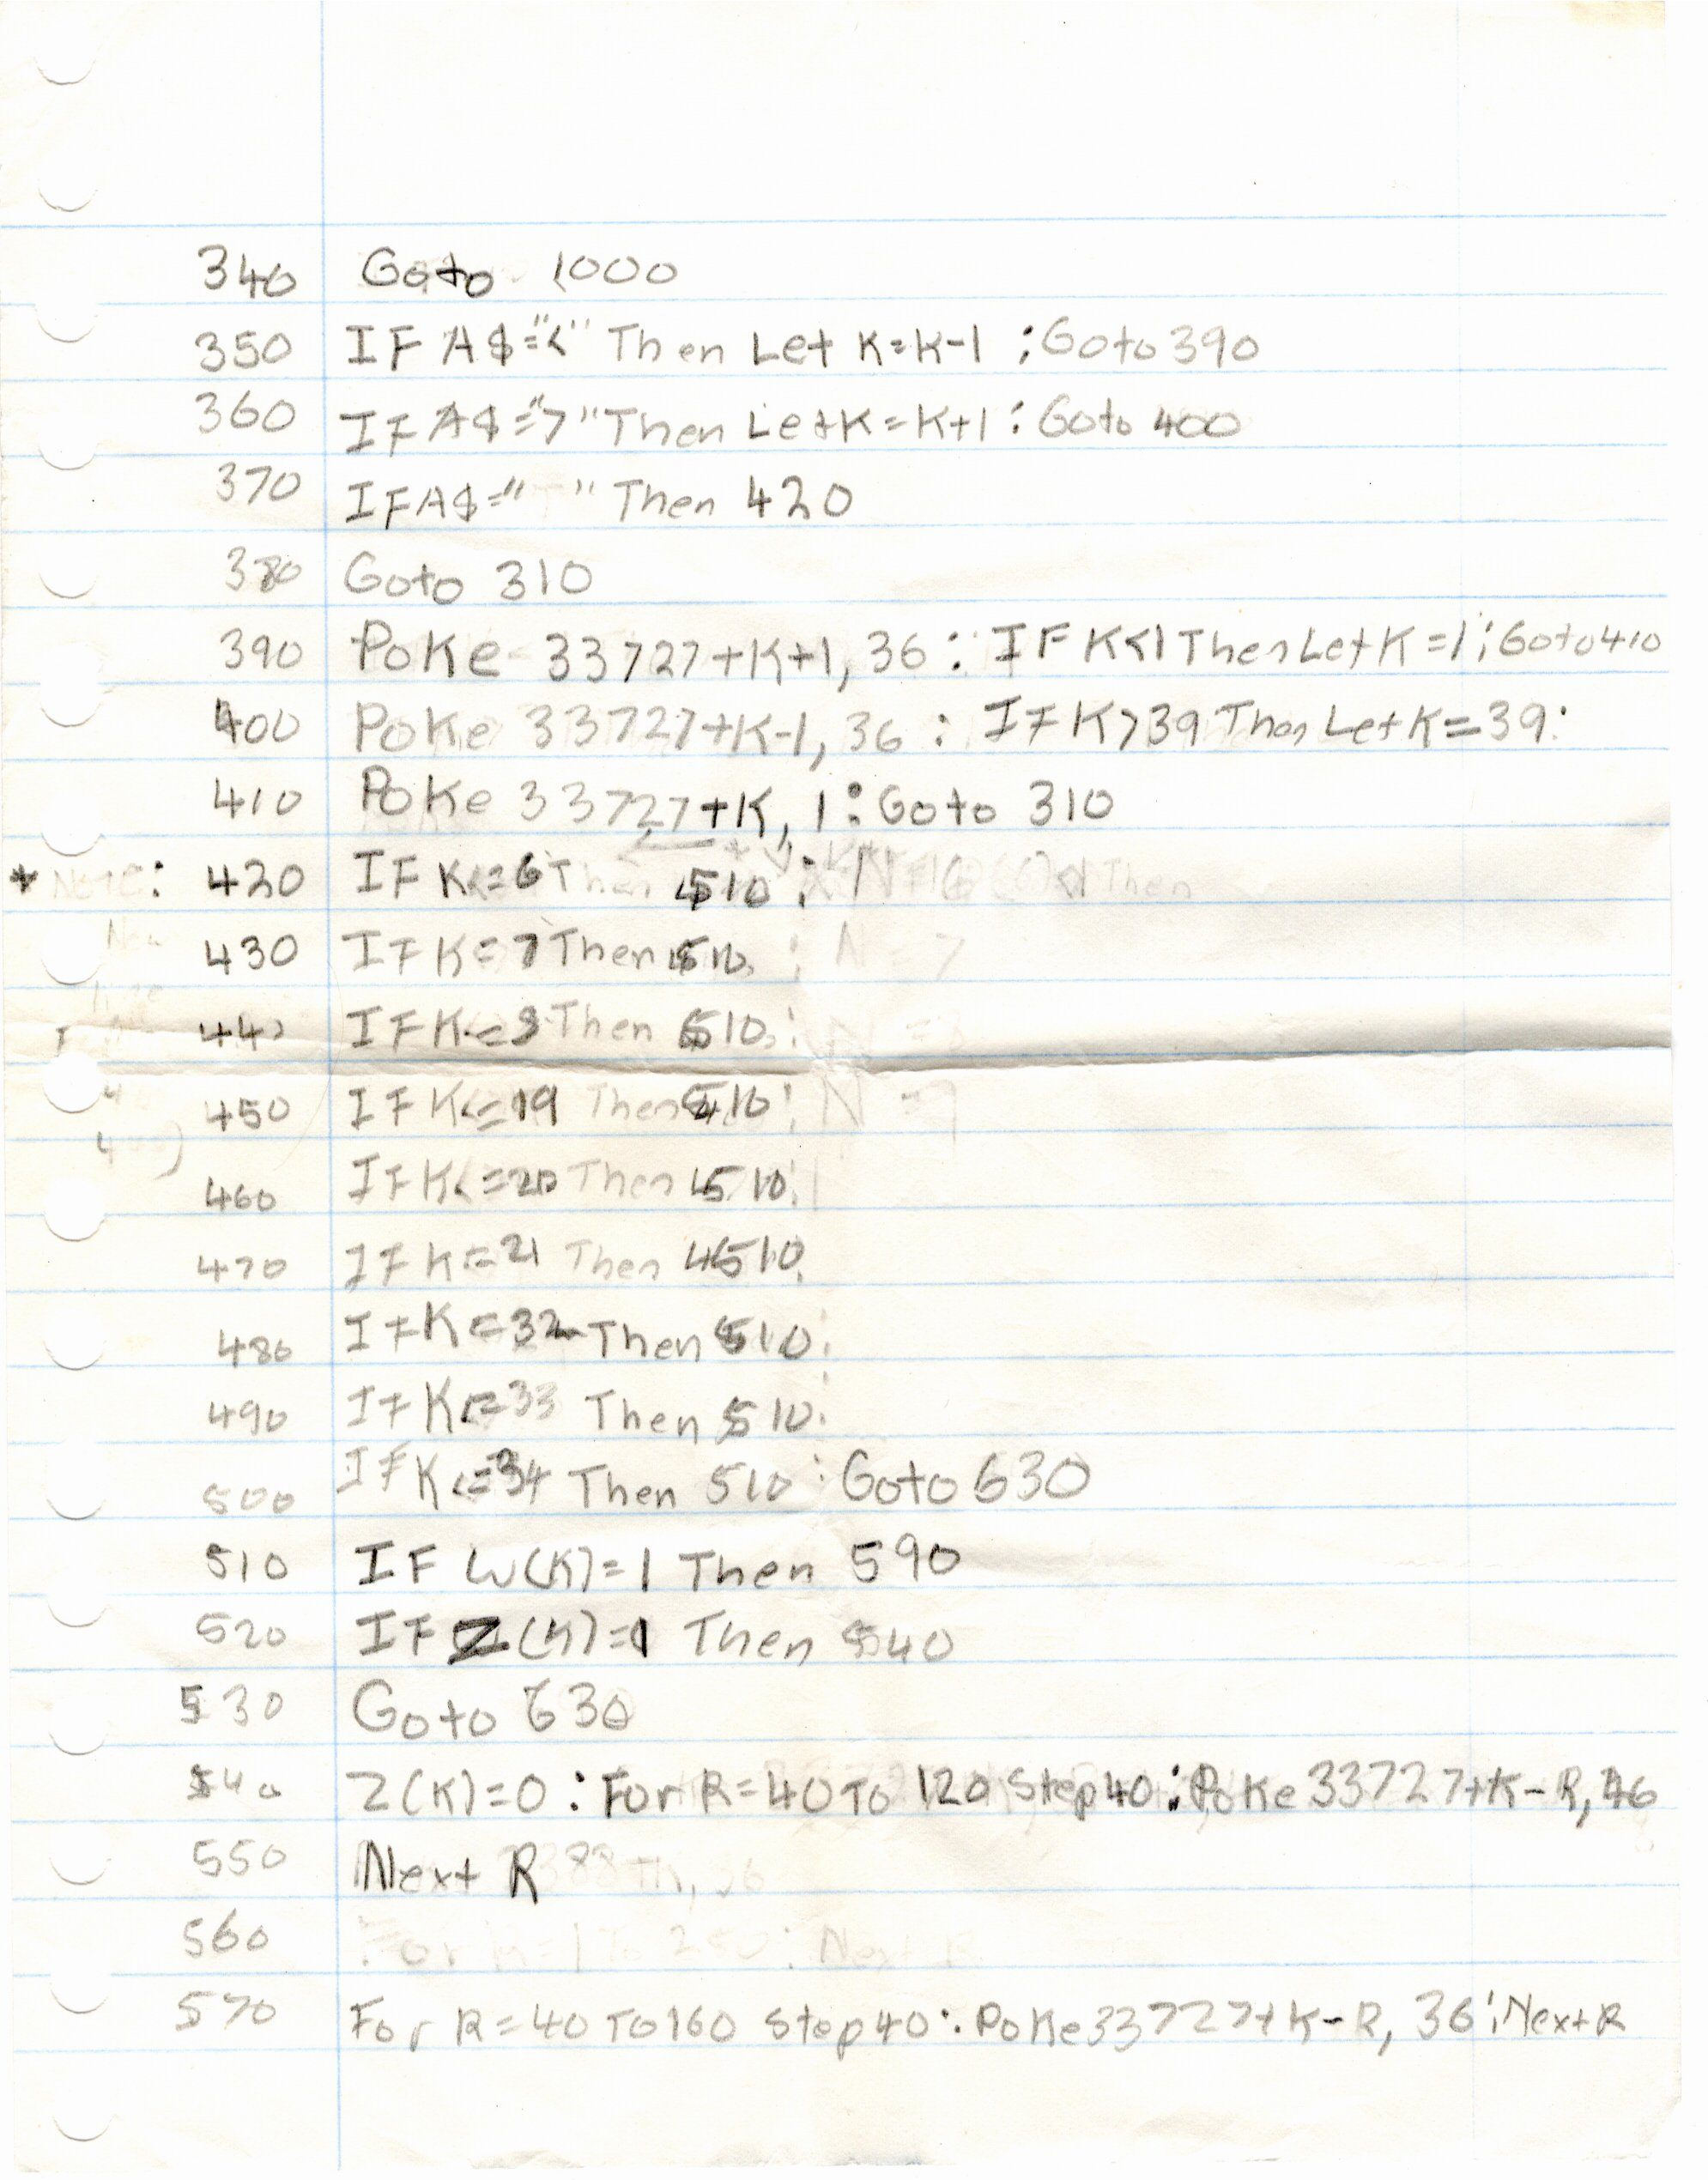 340 Goto 1000
350 IF A$="<" Then Let K=K-1 :Goto 390
360 IF A$=">" Then Let K=K+1 : Goto 400
370 IF A$=" " Then 420
380 Goto 310
390 Poke 33727+K+1, 36: IF K<1 Then Let K=1:Goto 410
400 Poke 33727+K-1, 36 : IF K>39 Then Let K=39:
410 Poke 33727+K, 1:Goto 310
* Note: 420 IF K=6 Then 510:
430 IF K=7 Then 510 : N=7
440 IF K= Then 510:
450 IF K=19 Then 510: N
460 IF K=20 Then 510:
470 IF K=21 Then 510
480 IF K=32 Then 510:
490 IF K=33 Then 510:
500 IF K=34 Then 510 : Goto 630
510 IF W(K)=1 Then 590
520 IF Z(K)=1 Then 540
530 Goto 630
540 Z(K)=0 : For R=40 To 120 Step 40: Poke 33727+K-R, 46
550 Next R
560 For =1 To 250: Next R
570 For R=40 To 160 Step 40: Poke 33727+K-R, 36:Next R